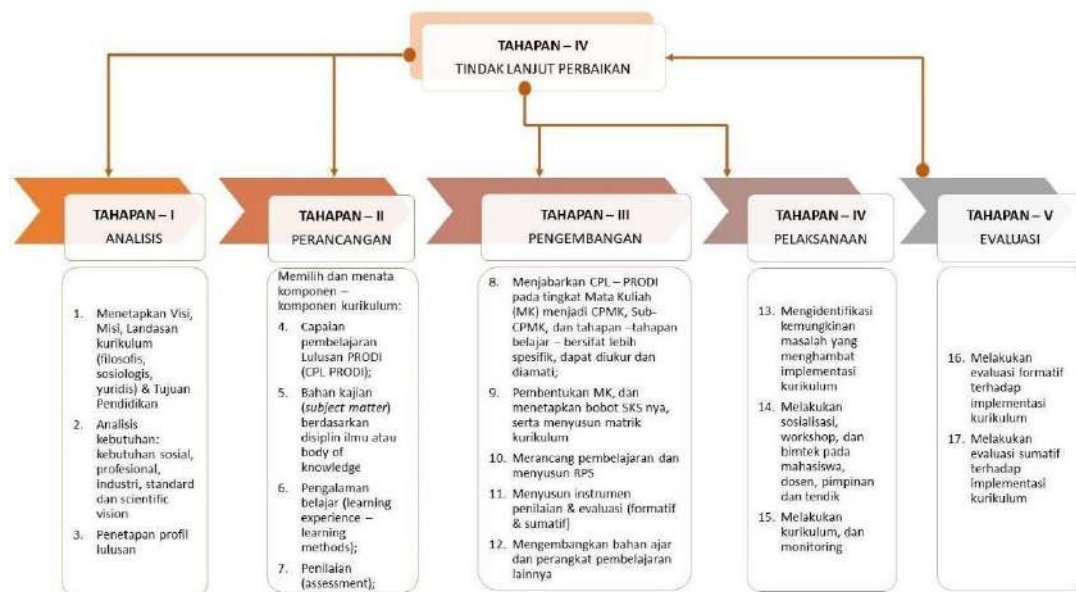 TAHAPAN – IV
TINDAK LANJUT PERBAIKAN
TAHAPAN – I
ANALISIS
1. Menetapkan Visi,
Misi, Landasan
kurikulum
(filosofis,
sosiologis,
yuridis) & Tujuan
Pendidikan
2. Analisis
kebutuhan:
kebutuhan sosial,
profesional,
industri, standard
dan scientific
vision
3. Penetapan profil
lulusan
TAHAPAN – II
PERANCANGAN
Memilih dan menata
komponen –
komponen kurikulum:
4. Capaian
pembelajaran
Lulusan PRODI
(CPL PRODI);
5. Bahan kajian
(subject matter)
berdasarkan
disiplin ilmu atau
body of
knowledge
6. Pengalaman
belajar (learning
experience –
learning
methods);
7. Penilaian
(assessment);
TAHAPAN – III
PENGEMBANGAN
8. Menjabarkan CPL – PRODI
pada tingkat Mata Kuliah
(MK) menjadi CPMK, Sub-
CPMK, dan tahapan –tahapan
belajar – bersifat lebih
spesifik, dapat diukur dan
diamati;
9. Pembentukan MK, dan
menetapkan bobot SKS nya,
serta menyusun matrik
kurikulum
10. Merancang pembelajaran dan
menyusun RPS
11. Menyusun instrumen
penilaian & evaluasi (formatif
& sumatif)
12. Mengembangkan bahan ajar
dan perangkat pembelajaran
lainnya
TAHAPAN – IV
PELAKSANAAN
13. Mengidentifikasi
kemungkinan
masalah yang
menghambat
implementasi
kurikulum
14. Melakukan
sosialisasi,
workshop, dan
bimtek pada
mahasiswa,
dosen, pimpinan
dan tendik
15. Melakukan
kurikulum, dan
monitoring
TAHAPAN – V
EVALUASI
16. Melakukan
evaluasi formatif
terhadap
implementasi
kurikulum
17. Melakukan
evaluasi sumatif
terhadap
implementasi
kurikulum